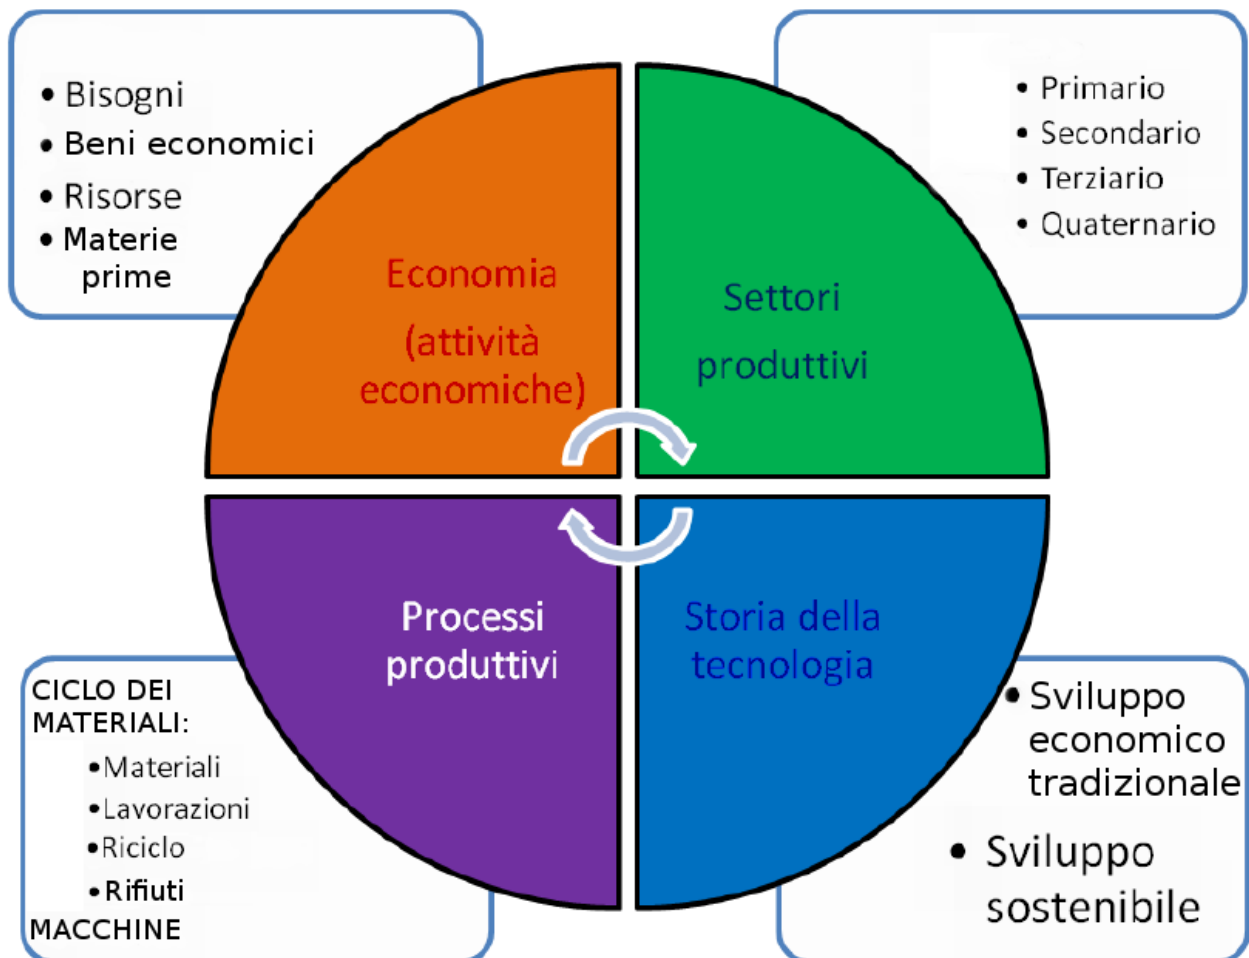 • Bisogni
• Beni economici
• Risorse
• Materie
prime
• Primario
• Secondario
• Terziario
• Quaternario
Economia
(attività
economiche)
Settori
produttivi
Processi
produttivi
Storia della
tecnologia
CICLO DEI
MATERIALI:
•Materiali
•Lavorazioni
•Riciclo
•Rifiuti
MACCHINE
• Sviluppo
economico
tradizionale
• Sviluppo
sostenibile